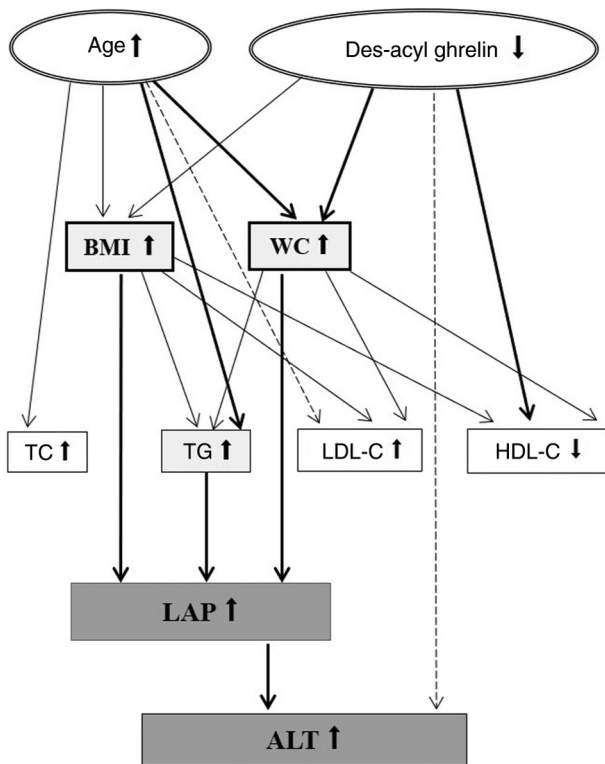 Age ⬆
Des-acyl ghrelin ⬇
BMI ⬆
WC ⬆
TC ⬆
TG ⬆
LDL-C ⬆
HDL-C ⬇
LAP ⬆
ALT ⬆